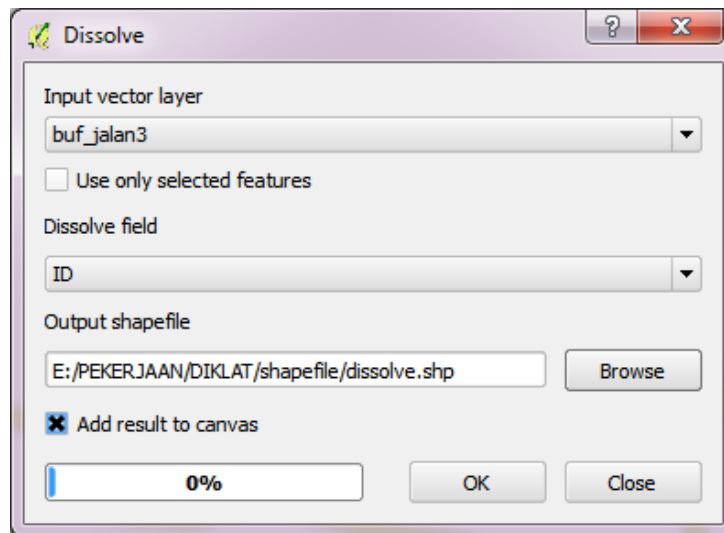 Dissolve
Input vector layer
buf_jalan3
Use only selected features
Dissolve field
ID
Output shapefile
E:/PEKERJAAN/DIKLAT/shapefile/dissolve.shp Browse
Add result to canvas
0% OK Close